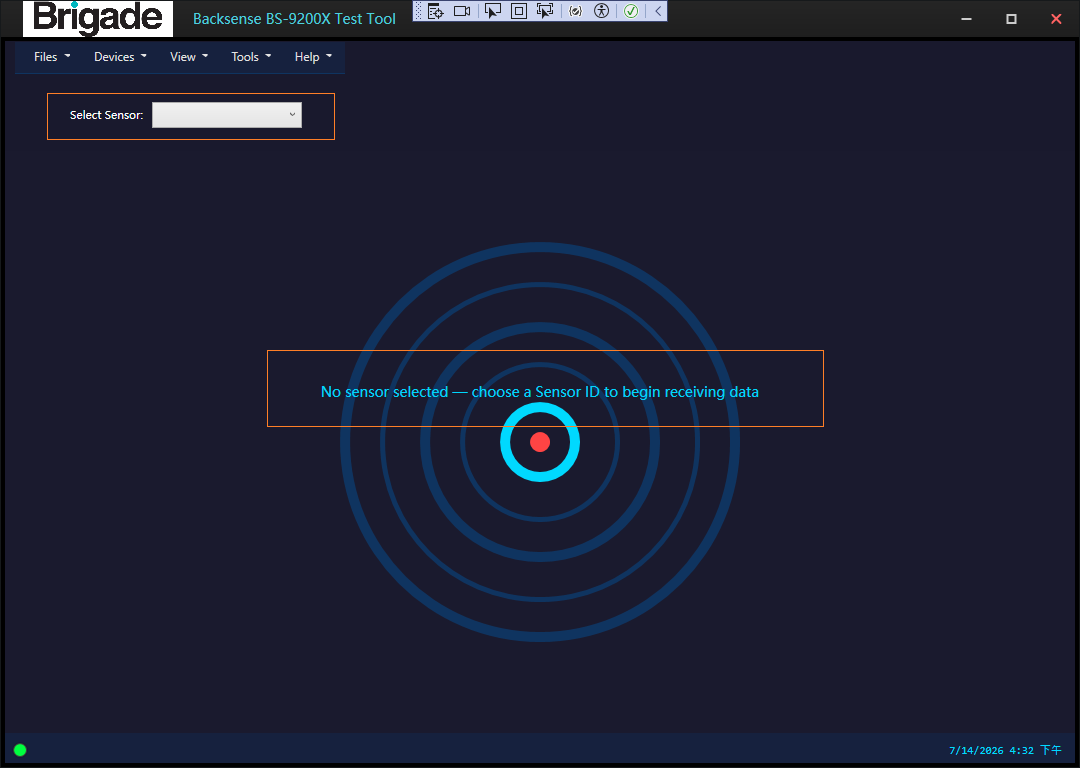 Brigade
Backsense BS-9200X Test Tool
Files Devices View Tools Help
Select Sensor:
No sensor selected — choose a Sensor ID to begin receiving data
7/14/2026 4:32 下午